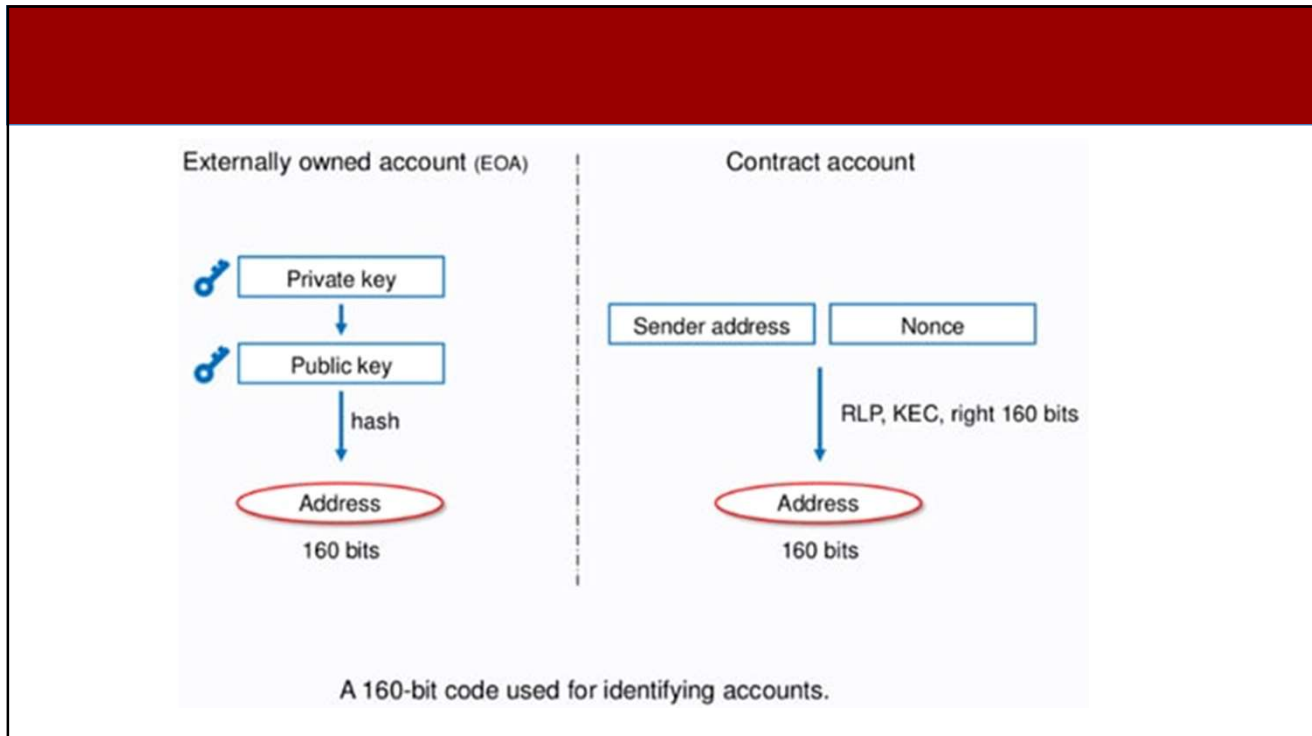 Externally owned account (EOA)
Private key
Public key
hash
Address
160 bits
Contract account
Sender address
Nonce
RLP, KEC, right 160 bits
Address
160 bits
A 160-bit code used for identifying accounts.